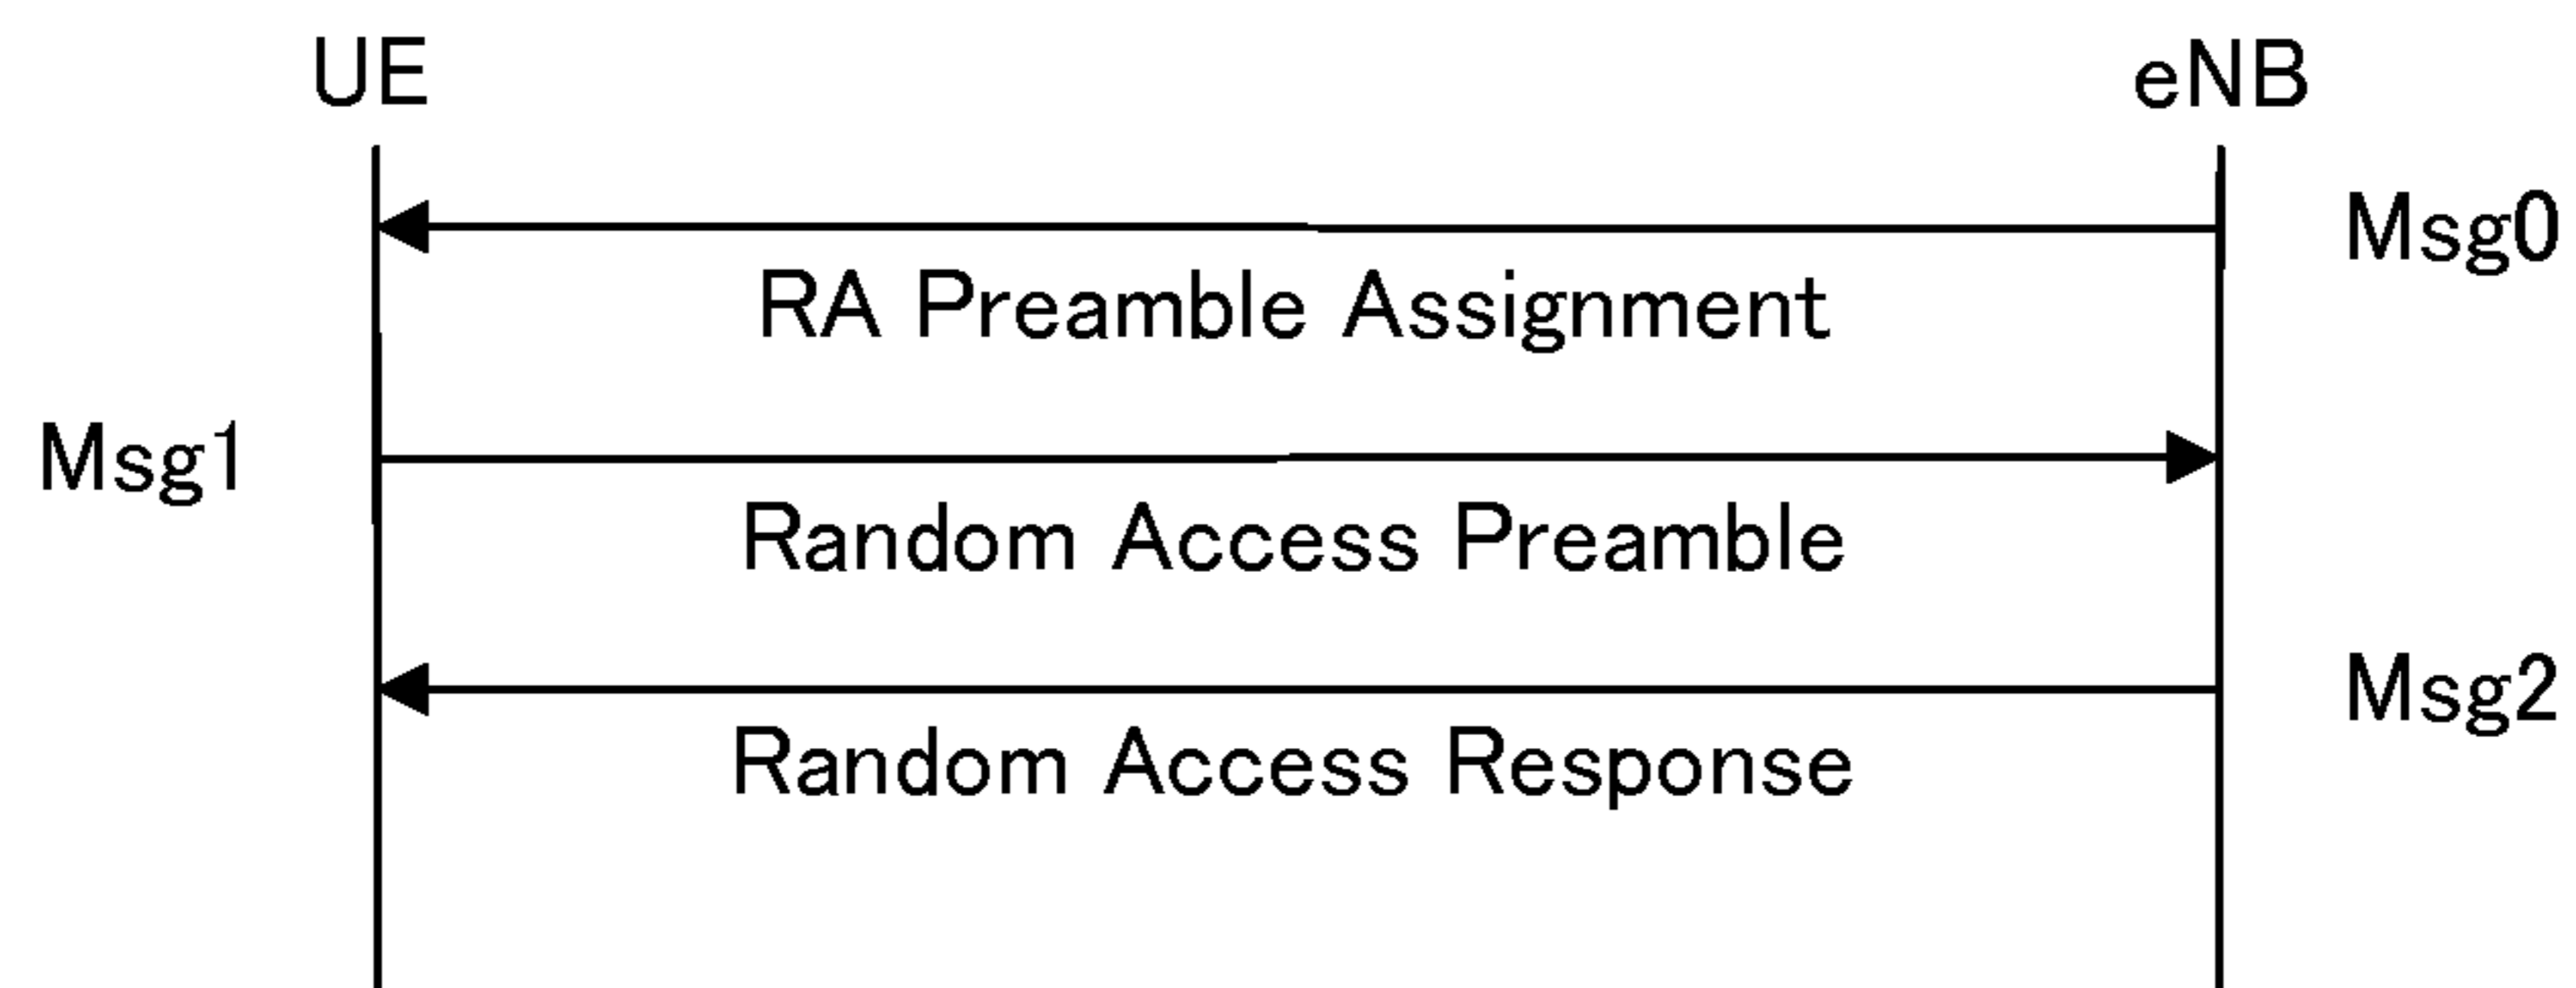 UE
eNB
Msg0
RA Preamble Assignment
Msg1
Random Access Preamble
Msg2
Random Access Response